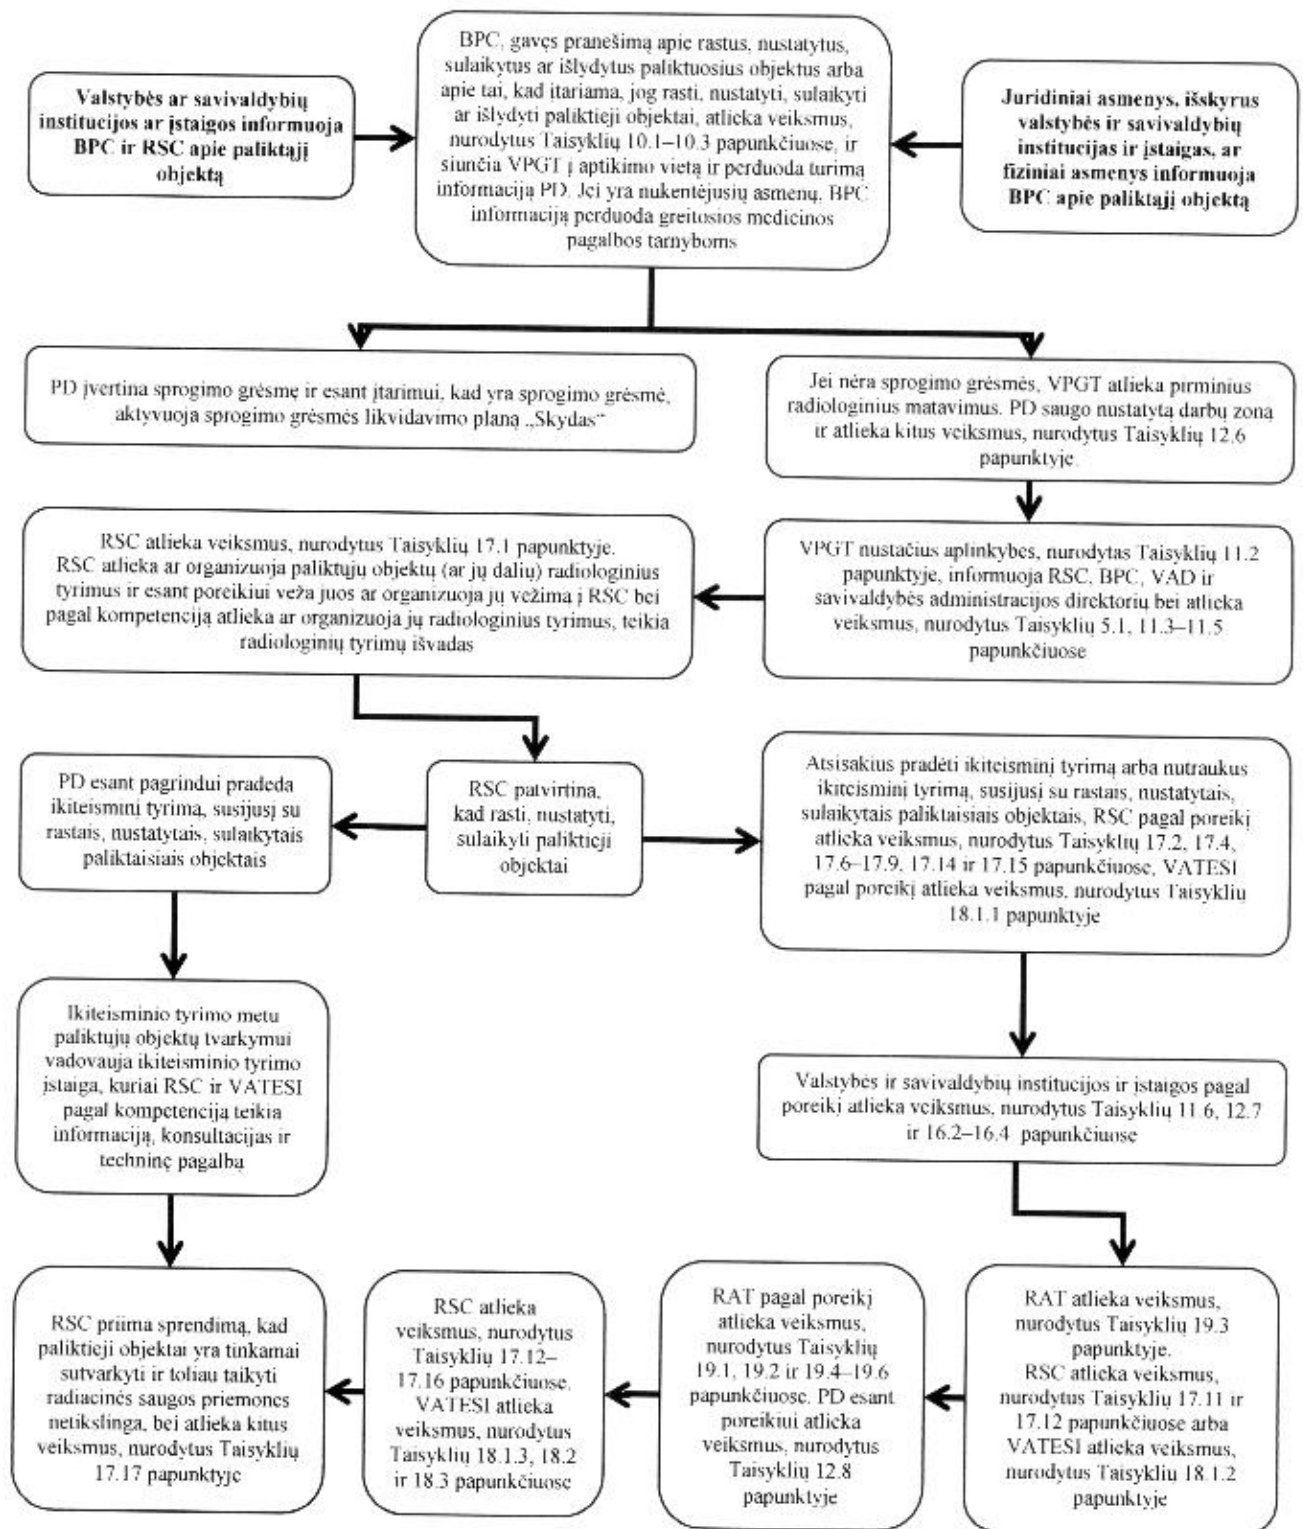 BPC, gavęs pranešimą apie rastus, nustatytus,
sulaikytus ar išlydytus paliktuosius objektus arba
apie tai, kad įtariama, jog rasti, nustatyti, sulaikyti
ar išlydyti paliktieji objektai, atlieka veiksmus,
nurodytus Taisyklių 10.1–10.3 papunkčiuose, ir
siunčia VPGT į aptikimo vietą ir perduoda turimą
informaciją PD. Jei yra nukentėjusių asmenų, BPC
informaciją perduoda greitosios medicinos
pagalbos tarnyboms
Valstybės ar savivaldybių
institucijos ar įstaigos informuoja
BPC ir RSC apie paliktąjį
objektą
Juridiniai asmenys, išskyrus
valstybės ir savivaldybių
institucijas ir įstaigas, ar
fiziniai asmenys informuoja
BPC apie paliktąjį objektą
PD įvertina sprogimo grėsmę ir esant įtarimui, kad yra sprogimo grėsmė,
aktyvuoja sprogimo grėsmės likvidavimo planą „Skydas“
Jei nėra sprogimo grėsmės, VPGT atlieka pirminius
radiologinius matavimus. PD saugo nustatytą darbų zoną
ir atlieka kitus veiksmus, nurodytus Taisyklių 12.6
papunktyje.
RSC atlieka veiksmus, nurodytus Taisyklių 17.1 papunktyje.
RSC atlieka ar organizuoja paliktųjų objektų (ar jų dalių) radiologinius
tyrimus ir esant poreikiui veža juos ar organizuoja jų vežimą į RSC bei
pagal kompetenciją atlieka ar organizuoja jų radiologinius tyrimus, teikia
radiologinių tyrimų išvadas
VPGT nustačius aplinkybes, nurodytas Taisyklių 11.2
papunktyje, informuoja RSC, BPC, VAD ir
savivaldybės administracijos direktorių bei atlieka
veiksmus, nurodytus Taisyklių 5.1, 11.3–11.5
papunkčiuose
PD esant pagrindui pradeda
ikiteisminį tyrimą, susijusį su
rastais, nustatytais, sulaikytais
paliktaisiais objektais
RSC patvirtina,
kad rasti, nustatyti,
sulaikyti paliktieji
objektai
Atsisakius pradėti ikiteisminį tyrimą arba nutraukus
ikiteisminį tyrimą, susijusį su rastais, nustatytais,
sulaikytais paliktaisiais objektais, RSC pagal poreikį
atlieka veiksmus, nurodytus Taisyklių 17.2, 17.4,
17.6–17.9, 17.14 ir 17.15 papunkčiuose, VATESI
pagal poreikį atlieka veiksmus, nurodytus Taisyklių
18.1.1 papunktyje
Ikiteisminio tyrimo metu
paliktųjų objektų tvarkymui
vadovauja ikiteisminio tyrimo
įstaiga, kuriai RSC ir VATESI
pagal kompetenciją teikia
informaciją, konsultacijas ir
techninę pagalbą
Valstybės ir savivaldybių institucijos ir įstaigos pagal
poreikį atlieka veiksmus, nurodytus Taisyklių 11.6, 12.7
ir 16.2–16.4 papunkčiuose
RSC priima sprendimą, kad
paliktieji objektai yra tinkamai
sutvarkyti ir toliau taikyti
radiacinės saugos priemones
netikslinga, bei atlieka kitus
veiksmus, nurodytus Taisyklių
17.17 papunktyje
RSC atlieka
veiksmus, nurodytus
Taisyklių 17.12–
17.16 papunkčiuose.
VATESI atlieka
veiksmus, nurodytus
Taisyklių 18.1.3, 18.2
ir 18.3 papunkčiuose
RAT pagal poreikį
atlieka veiksmus,
nurodytus Taisyklių
19.1, 19.2 ir 19.4–19.6
papunkčiuose. PD esant
poreikiui atlieka
veiksmus, nurodytus
Taisyklių 12.8
papunktyje
RAT atlieka veiksmus,
nurodytus Taisyklių 19.3
papunktyje.
RSC atlieka veiksmus,
nurodytus Taisyklių 17.11 ir
17.12 papunkčiuose arba
VATESI atlieka veiksmus,
nurodytus Taisyklių 18.1.2
papunktyje